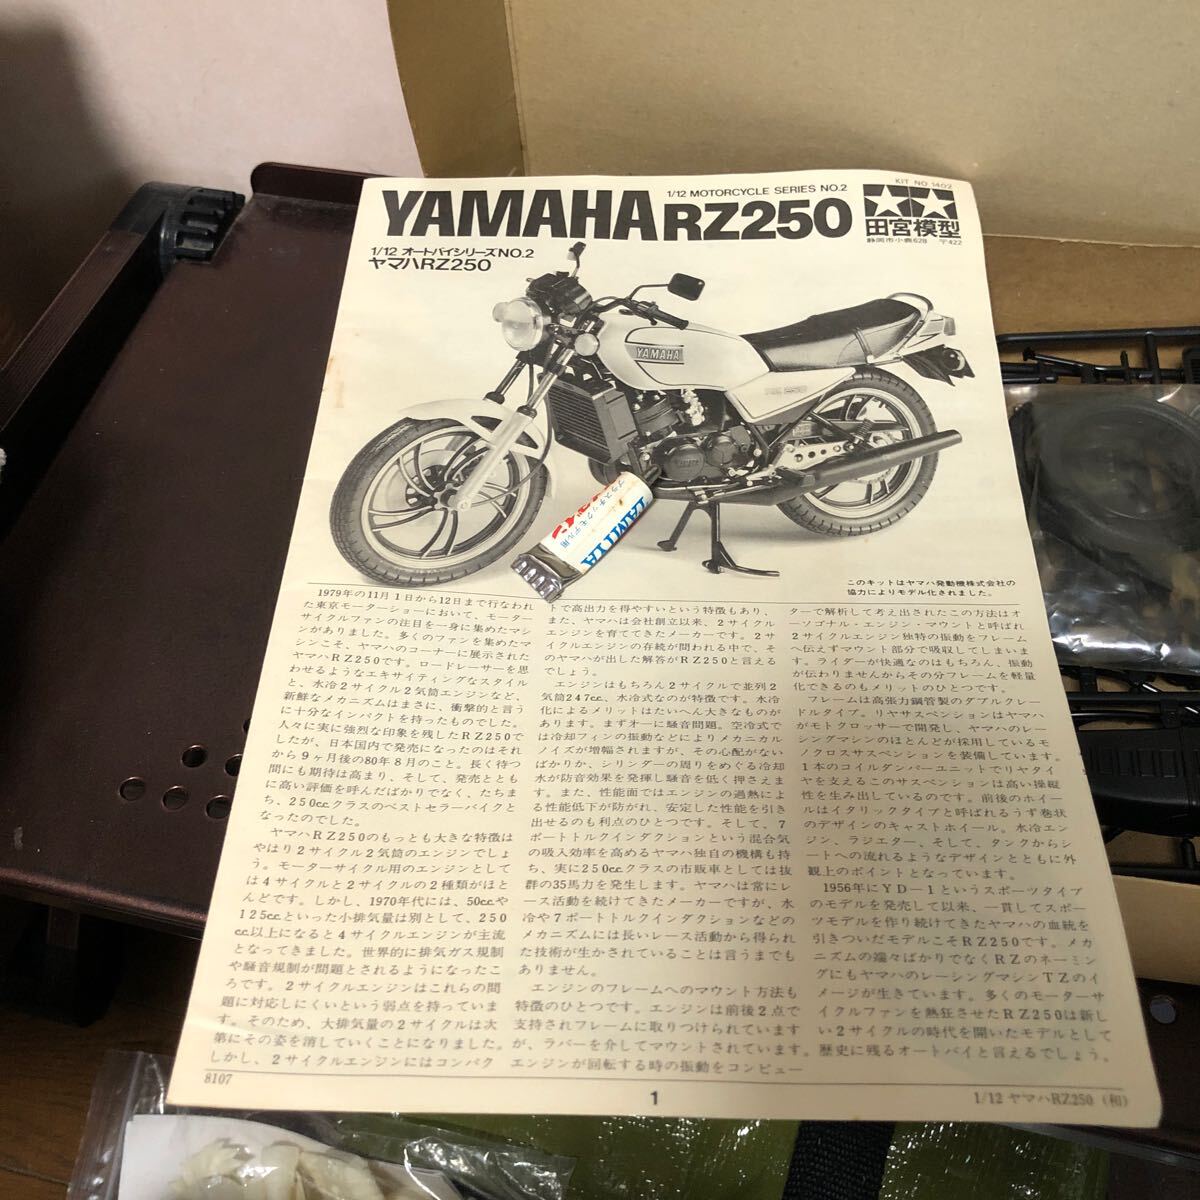 YAMAHA RZ250
1/12 MOTORCYCLE SERIES NO.2
KIT NO.1402
田宮模型
静岡市小鹿628 〒422
1/12 オートバイシリーズNO.2
ヤマハRZ250
YAMAHA
RZ 250
TAMIYA
プラスチックモデル用
このキットはヤマハ発動機株式会社の
協力によりモデル化されました。
1979年の11月1日から12日まで行なわれ
た東京モーターショーにおいて、モーター
サイクルファンの注目を一身に集めたマシ
ンがありました。多くのファンを集めたマ
シーンこそ、ヤマハのコーナーに展示された
ヤマハRZ250です。ロードレーサーを思
わせるようなエキサイティングなスタイル
と、水冷2サイクル2気筒エンジンなど、
新鮮なメカニズムはまさに、衝撃的と言う
に十分なインパクトを持ったものでした。
人々に実に強烈な印象を残したRZ250で
したが、日本国内で発売になったのはそれ
から9ヶ月後の80年8月のこと。長く待つ
間にも期待は高まり、そして、発売ととも
に高い評価を呼んだばかりでなく、たちま
ち、250ccクラスのベストセラーバイクと
なったのでした。
ヤマハRZ250のもっとも大きな特徴は
やはり2サイクル2気筒のエンジンでしょ
う。モーターサイクル用のエンジンとして
は4サイクルと2サイクルの2種類がほと
んどです。しかし、1970年代には、50ccや
125ccといった小排気量は別として、250
cc以上になると4サイクルエンジンが主流
となってきました。世界的に排気ガス規制
や騒音規制が問題とされるようになったこ
ろです。2サイクルエンジンはこれらの問
題に対応しにくいという弱点を持っていま
す。そのため、大排気量の2サイクルは次
第にその姿を消していくことになりました。
しかし、2サイクルエンジンにはコンパク
トで高出力を得やすいという特徴もあり、
また、ヤマハは会社創立以来、2サイクル
エンジンを育ててきたメーカーです。2サ
イクルエンジンの存続が問われる中で、そ
のヤマハが出した解答がRZ250と言える
でしょう。
エンジンはもちろん2サイクルで並列2
気筒247cc、水冷式なのが特徴です。水冷
化によるメリットはたいへん大きなものが
あります。まずオーに騒音問題。空冷式で
は冷却フィンの振動などによりメカニカル
ノイズが増幅されますが、その心配がない
ばかりか、シリンダーの周りをめぐる冷却
水が防音効果を発揮し騒音を低く押さえま
す。また、性能面ではエンジンの過熱によ
る性能低下が防がれ、安定した性能を引き
出せるのも利点のひとつです。そして、7
ポートトルクインダクションという混合気
の吸入効率を高めるヤマハ独自の機構も持
ち、実に250ccクラスの市販車としては抜
群の35馬力を発生します。ヤマハは常にレ
ース活動を続けてきたメーカーですが、水
冷や7ポートトルクインダクションなどの
メカニズムには長いレース活動から得られ
た技術が生かされていることは言うまでも
ありません。
エンジンのフレームへのマウント方法も
特徴のひとつです。エンジンは前後2点で
支持されフレームに取りつけられています
が、ラバーを介してマウントされています。
エンジンが回転する時の振動をコンピュー
ターで解析して考え出されたこの方法はオ
ーソゴナル・エンジン・マウントと呼ばれ
2サイクルエンジン独特の振動をフレーム
へ伝えずマウント部分で吸収してしまいま
す。ライダーが快適なのはもちろん、振動
が伝わりませんからその分フレームを軽量
化できるのもメリットのひとつです。
フレームは高張力鋼管製のダブルクレー
ドルタイプ。リヤサスペンションはヤマハ
がモトクロッサーで開発し、ヤマハのレー
シングマシンのほとんどが採用しているモ
ノクロスサスペンションを装備しています。
1本のコイルダンパーユニットでリヤタイ
ヤを支えるこのサスペンションは高い操縦
性を生み出しているのです。前後のホイー
ルはイタリックタイプと呼ばれるうず巻状
のデザインのキャストホイール。水冷エン
ジン、ラジエター、そして、タンクからシ
ートへの流れるようなデザインとともに外
観上のポイントとなっています。
1956年にYD-1というスポーツタイプ
のモデルを発売して以来、一貫してスポー
ツモデルを作り続けてきたヤマハの血統を
引きついだモデルこそRZ250です。メカ
ニズムの端々ばかりでなくRZのネーミン
グにもヤマハのレーシングマシンTZのイ
メージが生きています。多くのモーターサ
イクルファンを熱狂させたRZ250は新し
い2サイクルの時代を開いたモデルとして
歴史に残るオートバイと言えるでしょう。
8107
1
1/12 ヤマハRZ250（和）